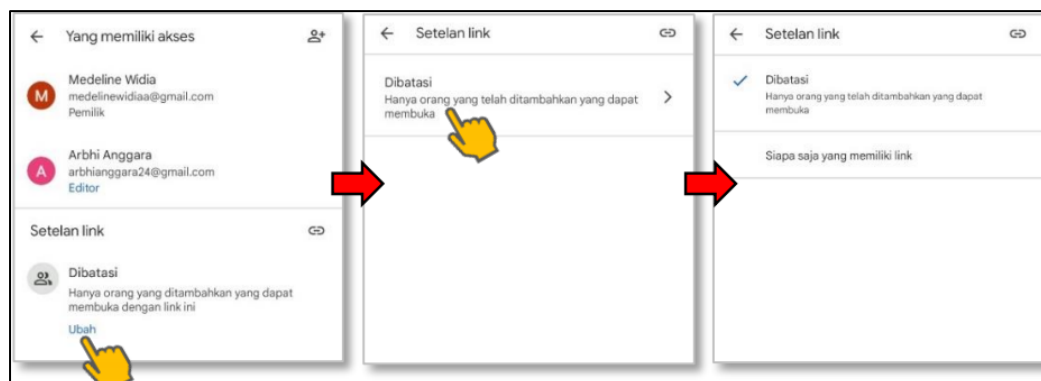 Yang memiliki akses
M
Medeline Widia
medelinewidiaa@gmail.com
Pemilik
A
Arbhi Anggara
arbhianggara24@gmail.com
Editor
Setelan link
Dibatasi
Hanya orang yang ditambahkan yang dapat
membuka dengan link ini
Ubah
Setelan link
Dibatasi
Hanya orang yang telah ditambahkan yang dapat
membuka
Setelan link
Dibatasi
Hanya orang yang telah ditambahkan yang dapat
membuka
Siapa saja yang memiliki link